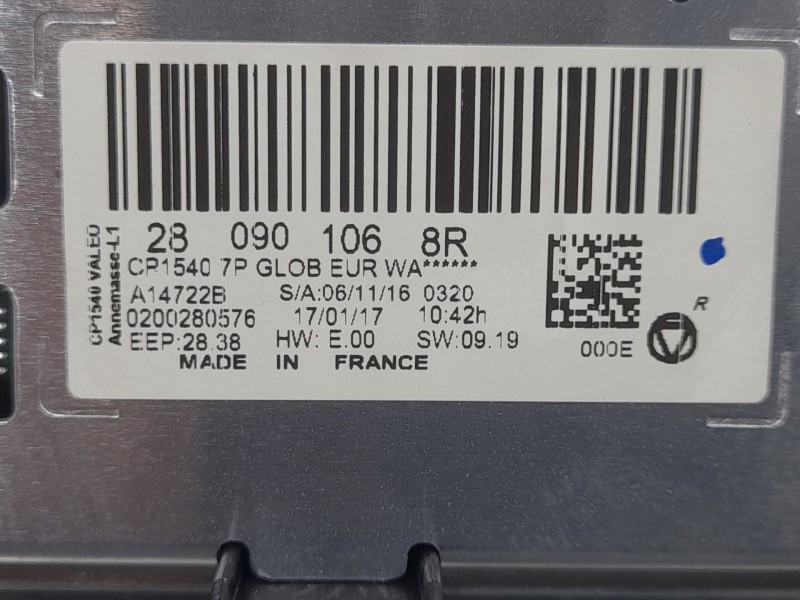 28 090 106 8R
CP1540 7P GLOB EUR WA******
A14722B S/A:06/11/16 0320
0200280576 17/01/17 10:42h
EEP:28.38 HW: E.00 SW:09.19
MADE IN FRANCE
000E
R
CP1540 VALEO
Annemasse-L1